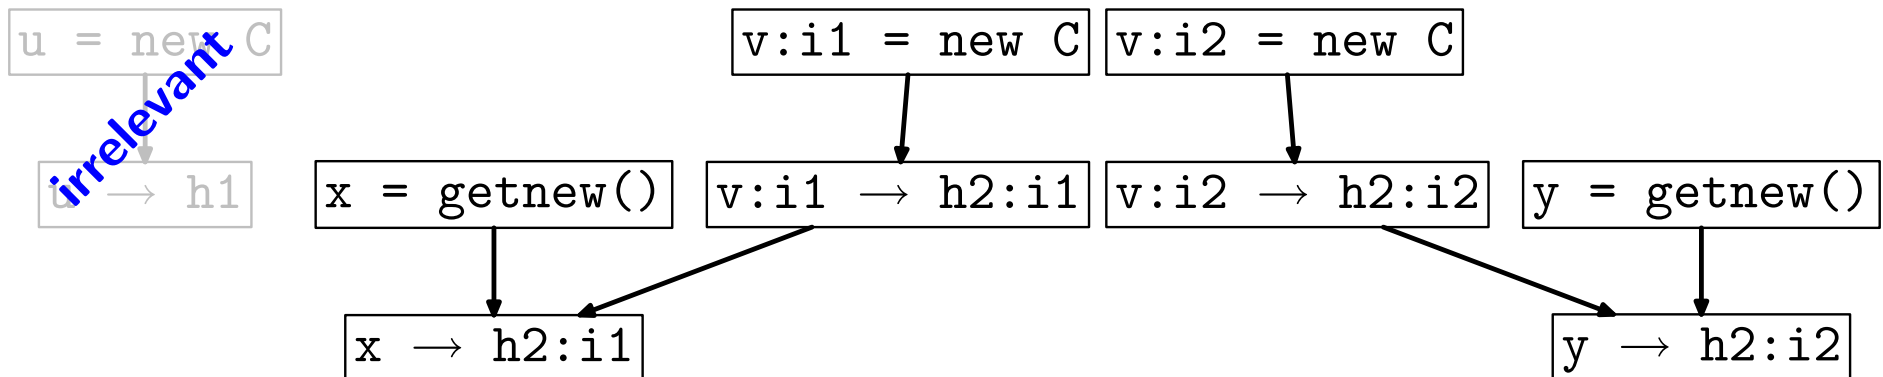 u = new C
v:i1 = new C
v:i2 = new C
irrelevant
u → h1
x = getnew()
v:i1 → h2:i1
v:i2 → h2:i2
y = getnew()
x → h2:i1
y → h2:i2